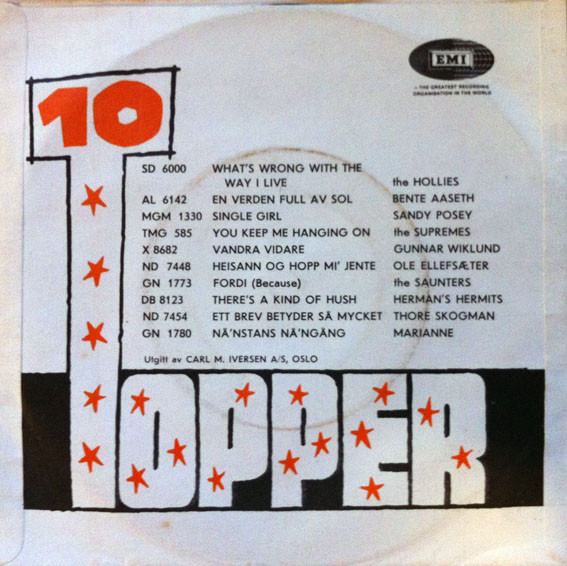 EMI
– THE GREATEST RECORDING
ORGANISATION IN THE WORLD
10
SD 6000 WHAT'S WRONG WITH THE
WAY I LIVE the HOLLIES
AL 6142 EN VERDEN FULL AV SOL BENTE AASETH
MGM 1330 SINGLE GIRL SANDY POSEY
TMG 585 YOU KEEP ME HANGING ON the SUPREMES
X 8682 VANDRA VIDARE GUNNAR WIKLUND
ND 7448 HEISANN OG HOPP MI' JENTE OLE ELLEFSÆTER
GN 1773 FORDI (Because) the SAUNTERS
DB 8123 THERE'S A KIND OF HUSH HERMAN'S HERMITS
ND 7454 ETT BREV BETYDER SÅ MYCKET THORE SKOGMAN
GN 1780 NÅ'NSTANS NÅ'NGÅNG MARIANNE
Utgitt av CARL M. IVERSEN A/S, OSLO
TOPPER